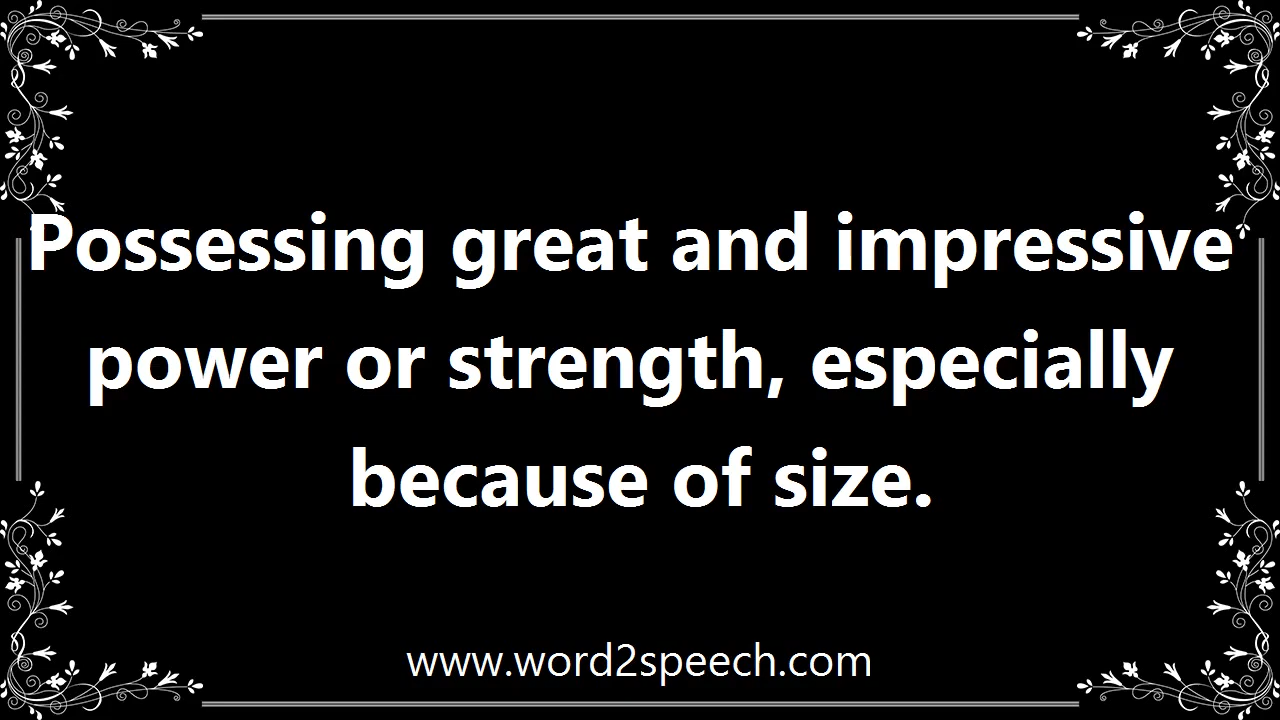 Possessing great and impressive
power or strength, especially
because of size.
www.word2speech.com